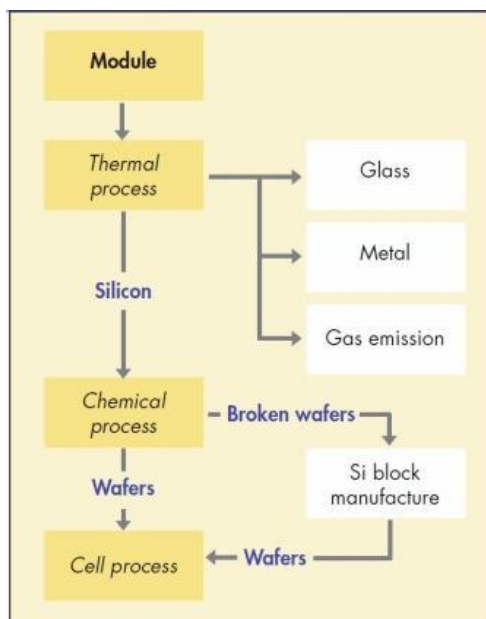 Module
Thermal
process
Glass
Metal
Silicon
Gas emission
Chemical
process
Broken wafers
Wafers
Si block
manufacture
Cell process
Wafers